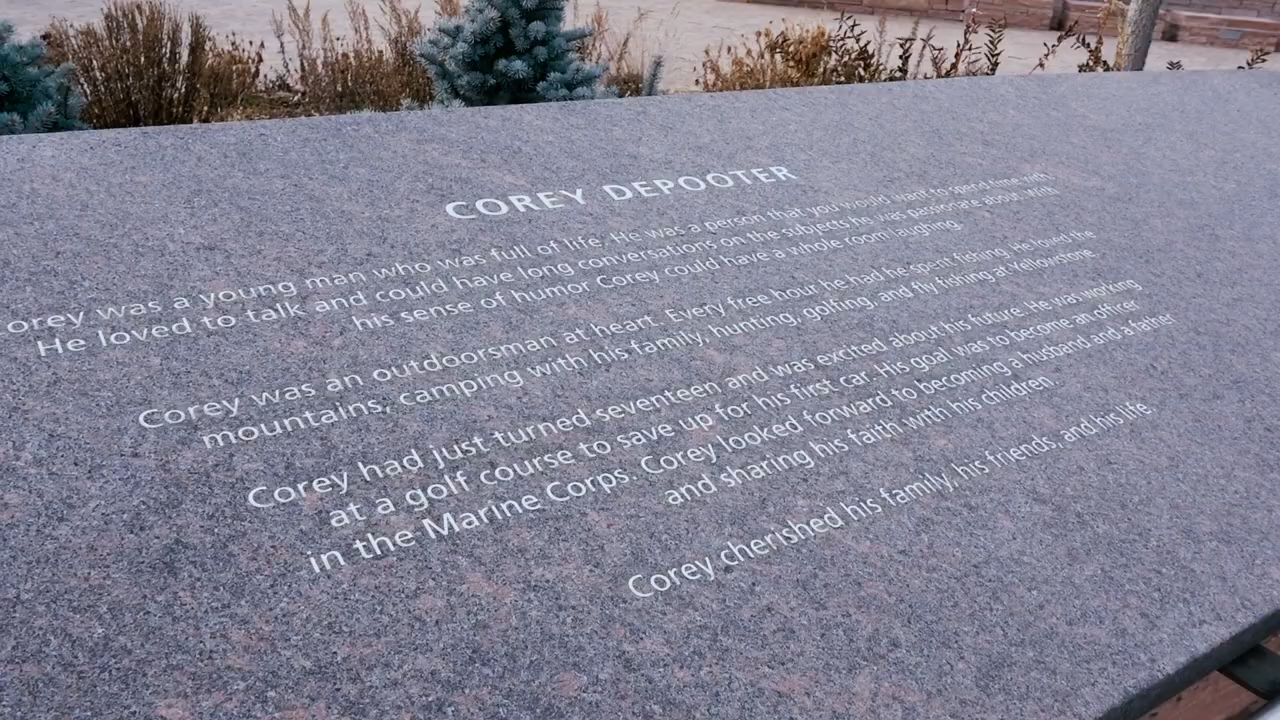 COREY DEPOOTER
orey was a young man who was full of life. He was a person that you would want to spend time with.
He loved to talk and could have long conversations on the subjects he was passionate about. With
his sense of humor Corey could have a whole room laughing.
Corey was an outdoorsman at heart. Every free hour he had he spent fishing. He loved the
mountains, camping with his family, hunting, golfing, and fly fishing at Yellowstone.
Corey had just turned seventeen and was excited about his future. He was working
at a golf course to save up for his first car. His goal was to become an officer
in the Marine Corps. Corey looked forward to becoming a husband and a father
and sharing his faith with his children.
Corey cherished his family, his friends, and his life.